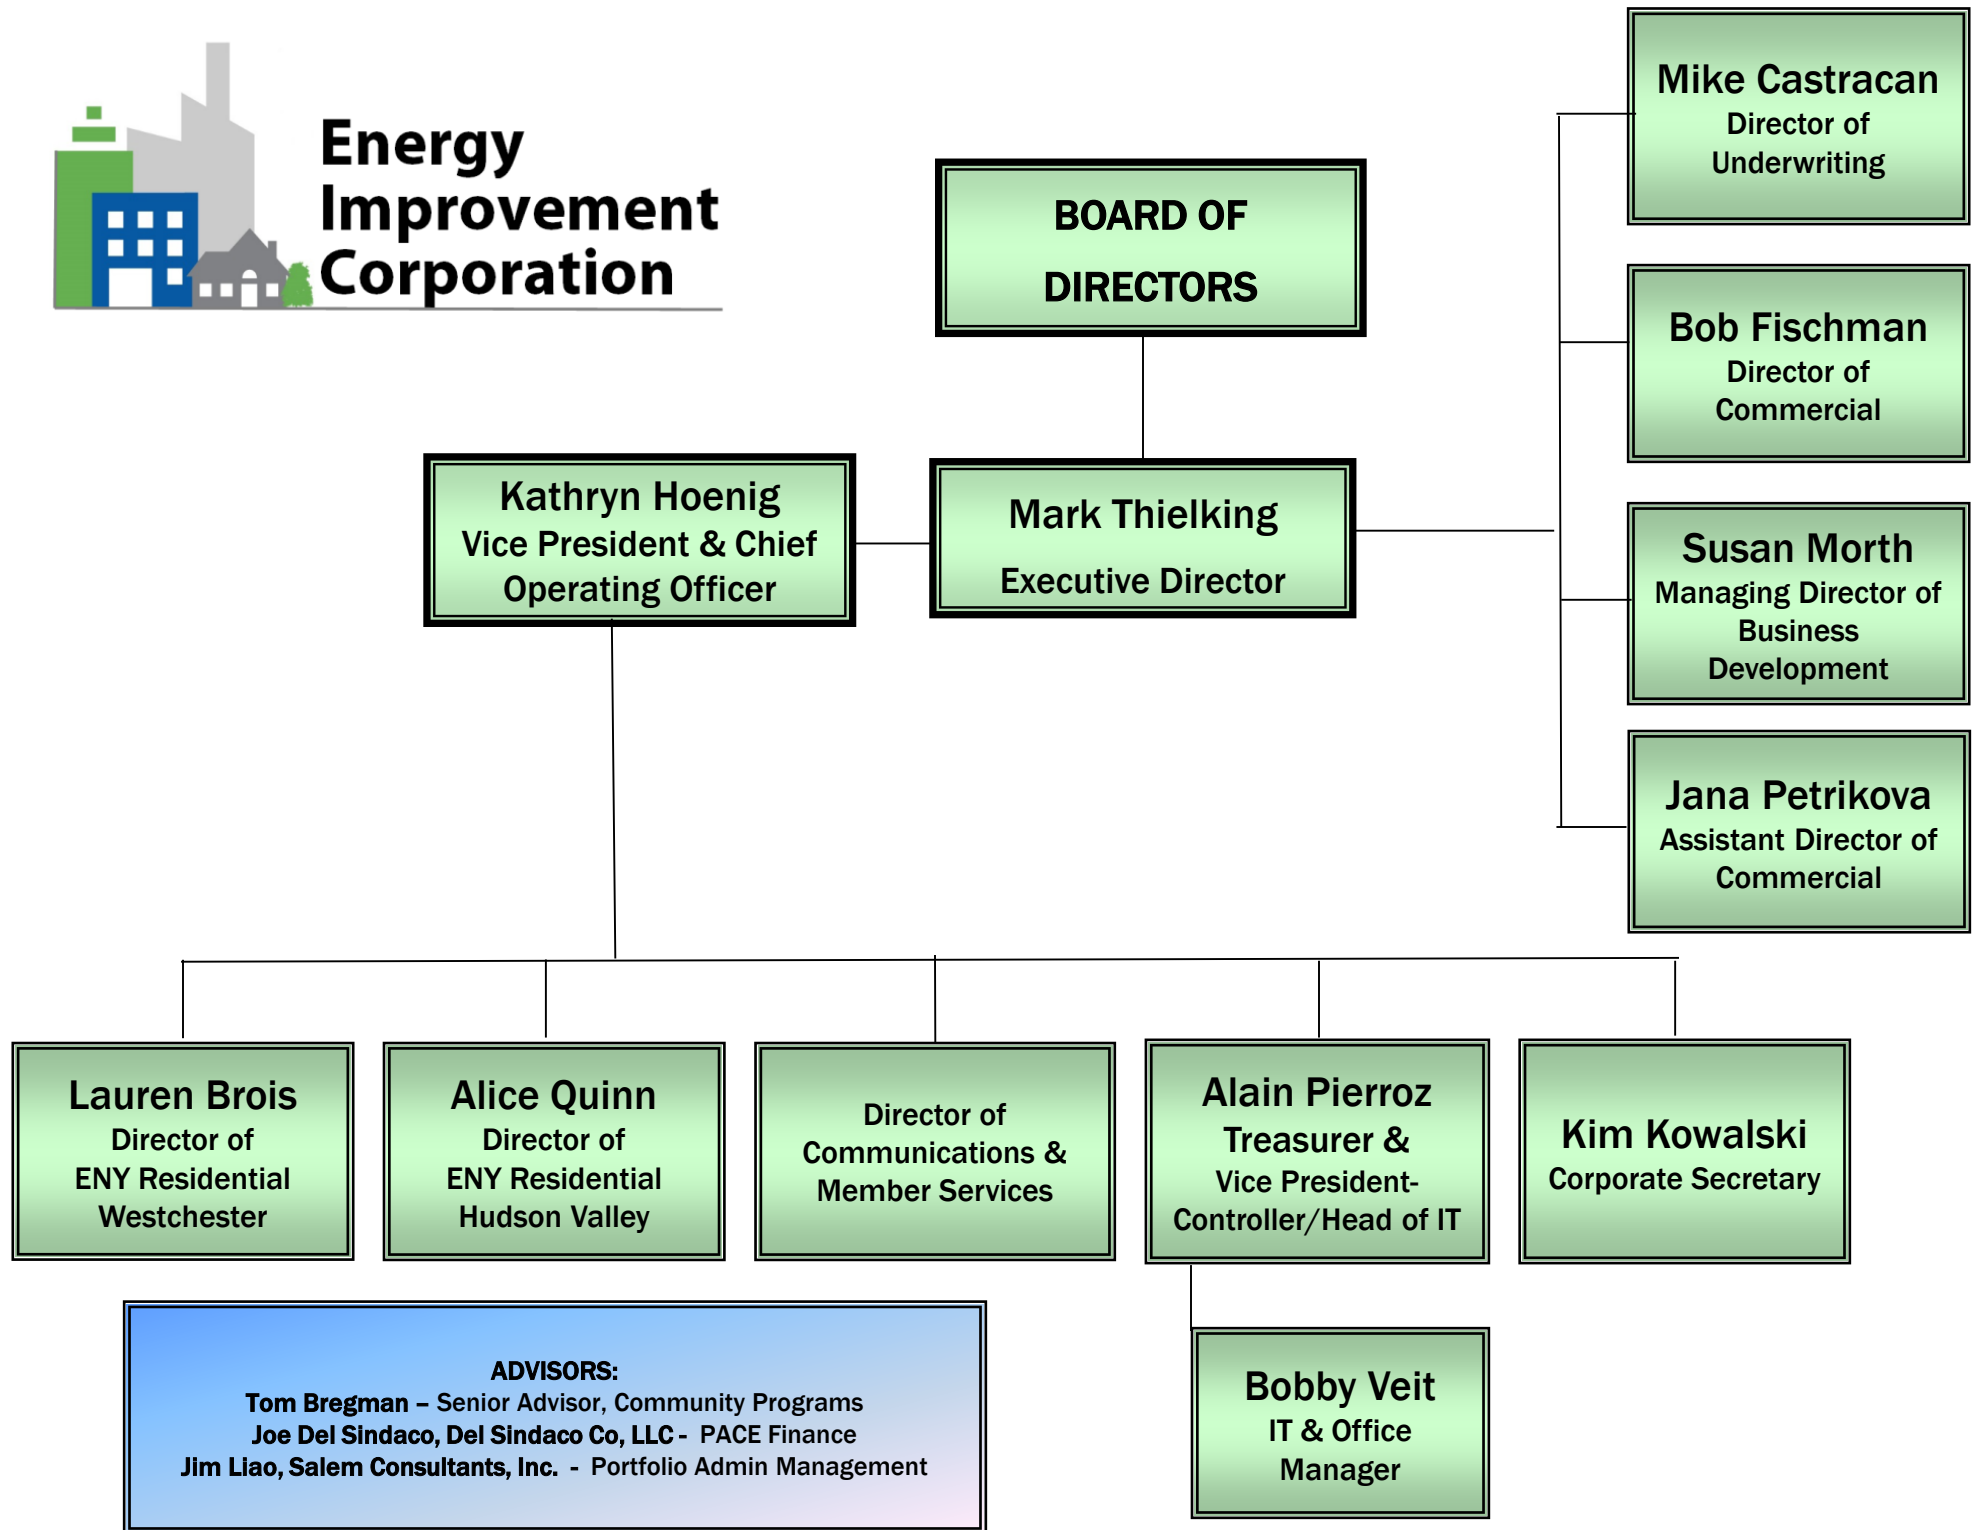 Energy
Improvement
Corporation
BOARD OF
DIRECTORS
Mike Castracan
Director of
Underwriting
Bob Fischman
Director of
Commercial
Kathryn Hoenig
Vice President & Chief
Operating Officer
Mark Thielking
Executive Director
Susan Morth
Managing Director of
Business
Development
Jana Petrikova
Assistant Director of
Commercial
Lauren Brois
Director of
ENY Residential
Westchester
Alice Quinn
Director of
ENY Residential
Hudson Valley
Director of
Communications &
Member Services
Alain Pierroz
Treasurer &
Vice President-
Controller/Head of IT
Kim Kowalski
Corporate Secretary
Bobby Veit
IT & Office
Manager
ADVISORS:
Tom Bregman – Senior Advisor, Community Programs
Joe Del Sindaco, Del Sindaco Co, LLC - PACE Finance
Jim Liao, Salem Consultants, Inc. - Portfolio Admin Management